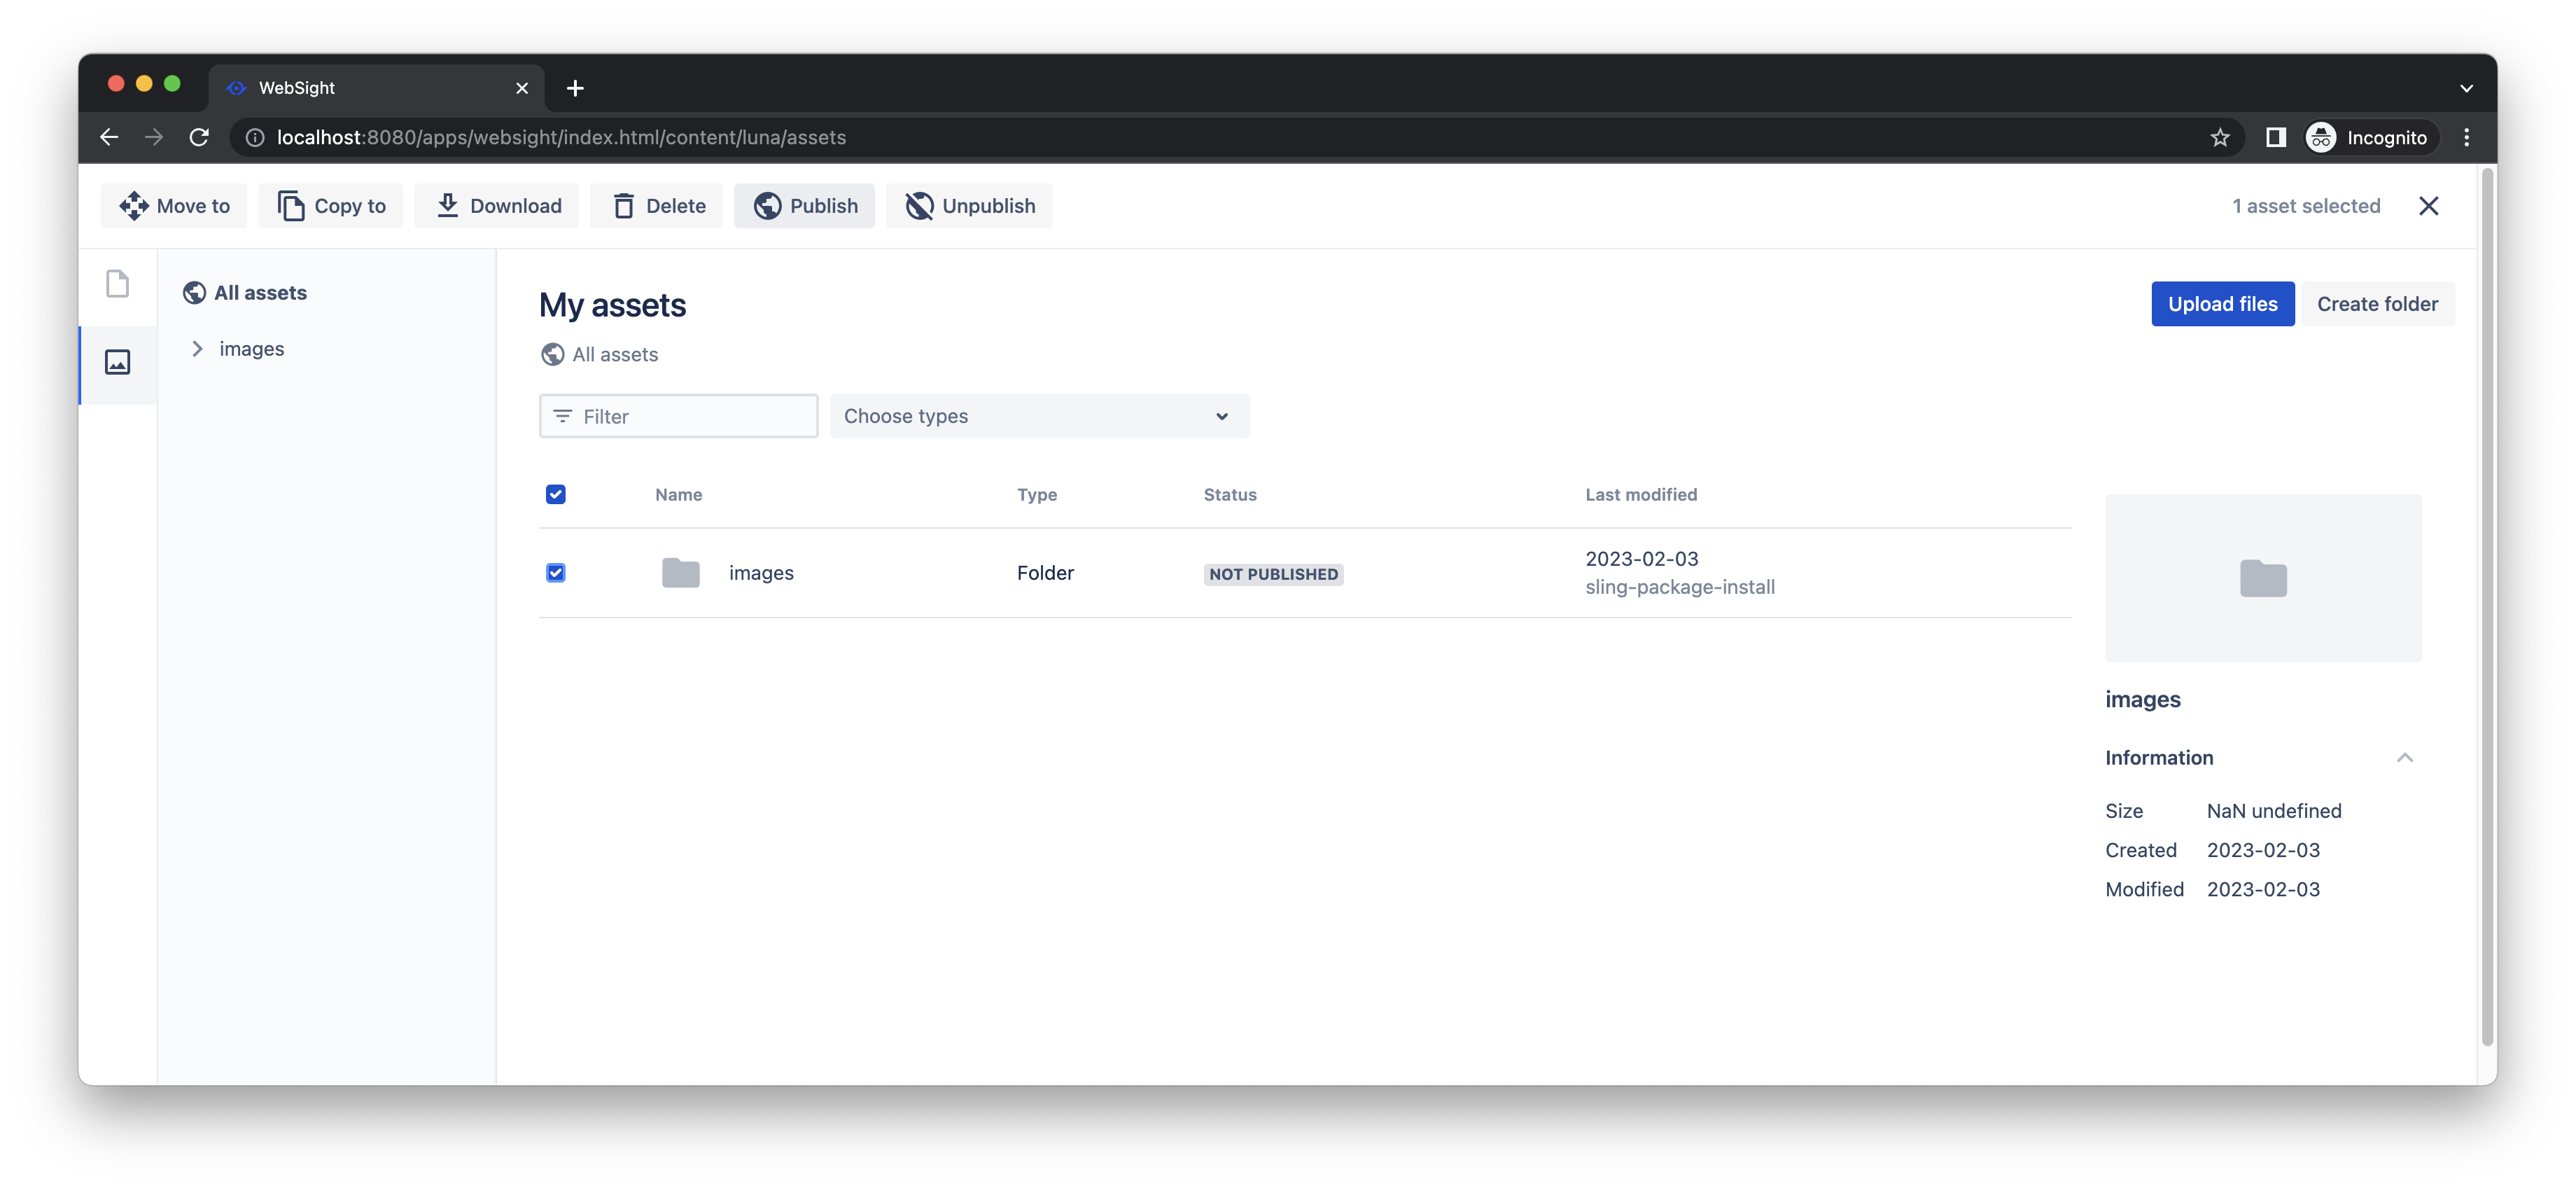 WebSight
localhost:8080/apps/websight/index.html/content/luna/assets
Incognito
Move to
Copy to
Download
Delete
Publish
Unpublish
1 asset selected
All assets
images
My assets
Upload files
Create folder
All assets
Filter
Choose types
Name Type Status Last modified
images Folder NOT PUBLISHED 2023-02-03
sling-package-install
images
Information
Size NaN undefined
Created 2023-02-03
Modified 2023-02-03